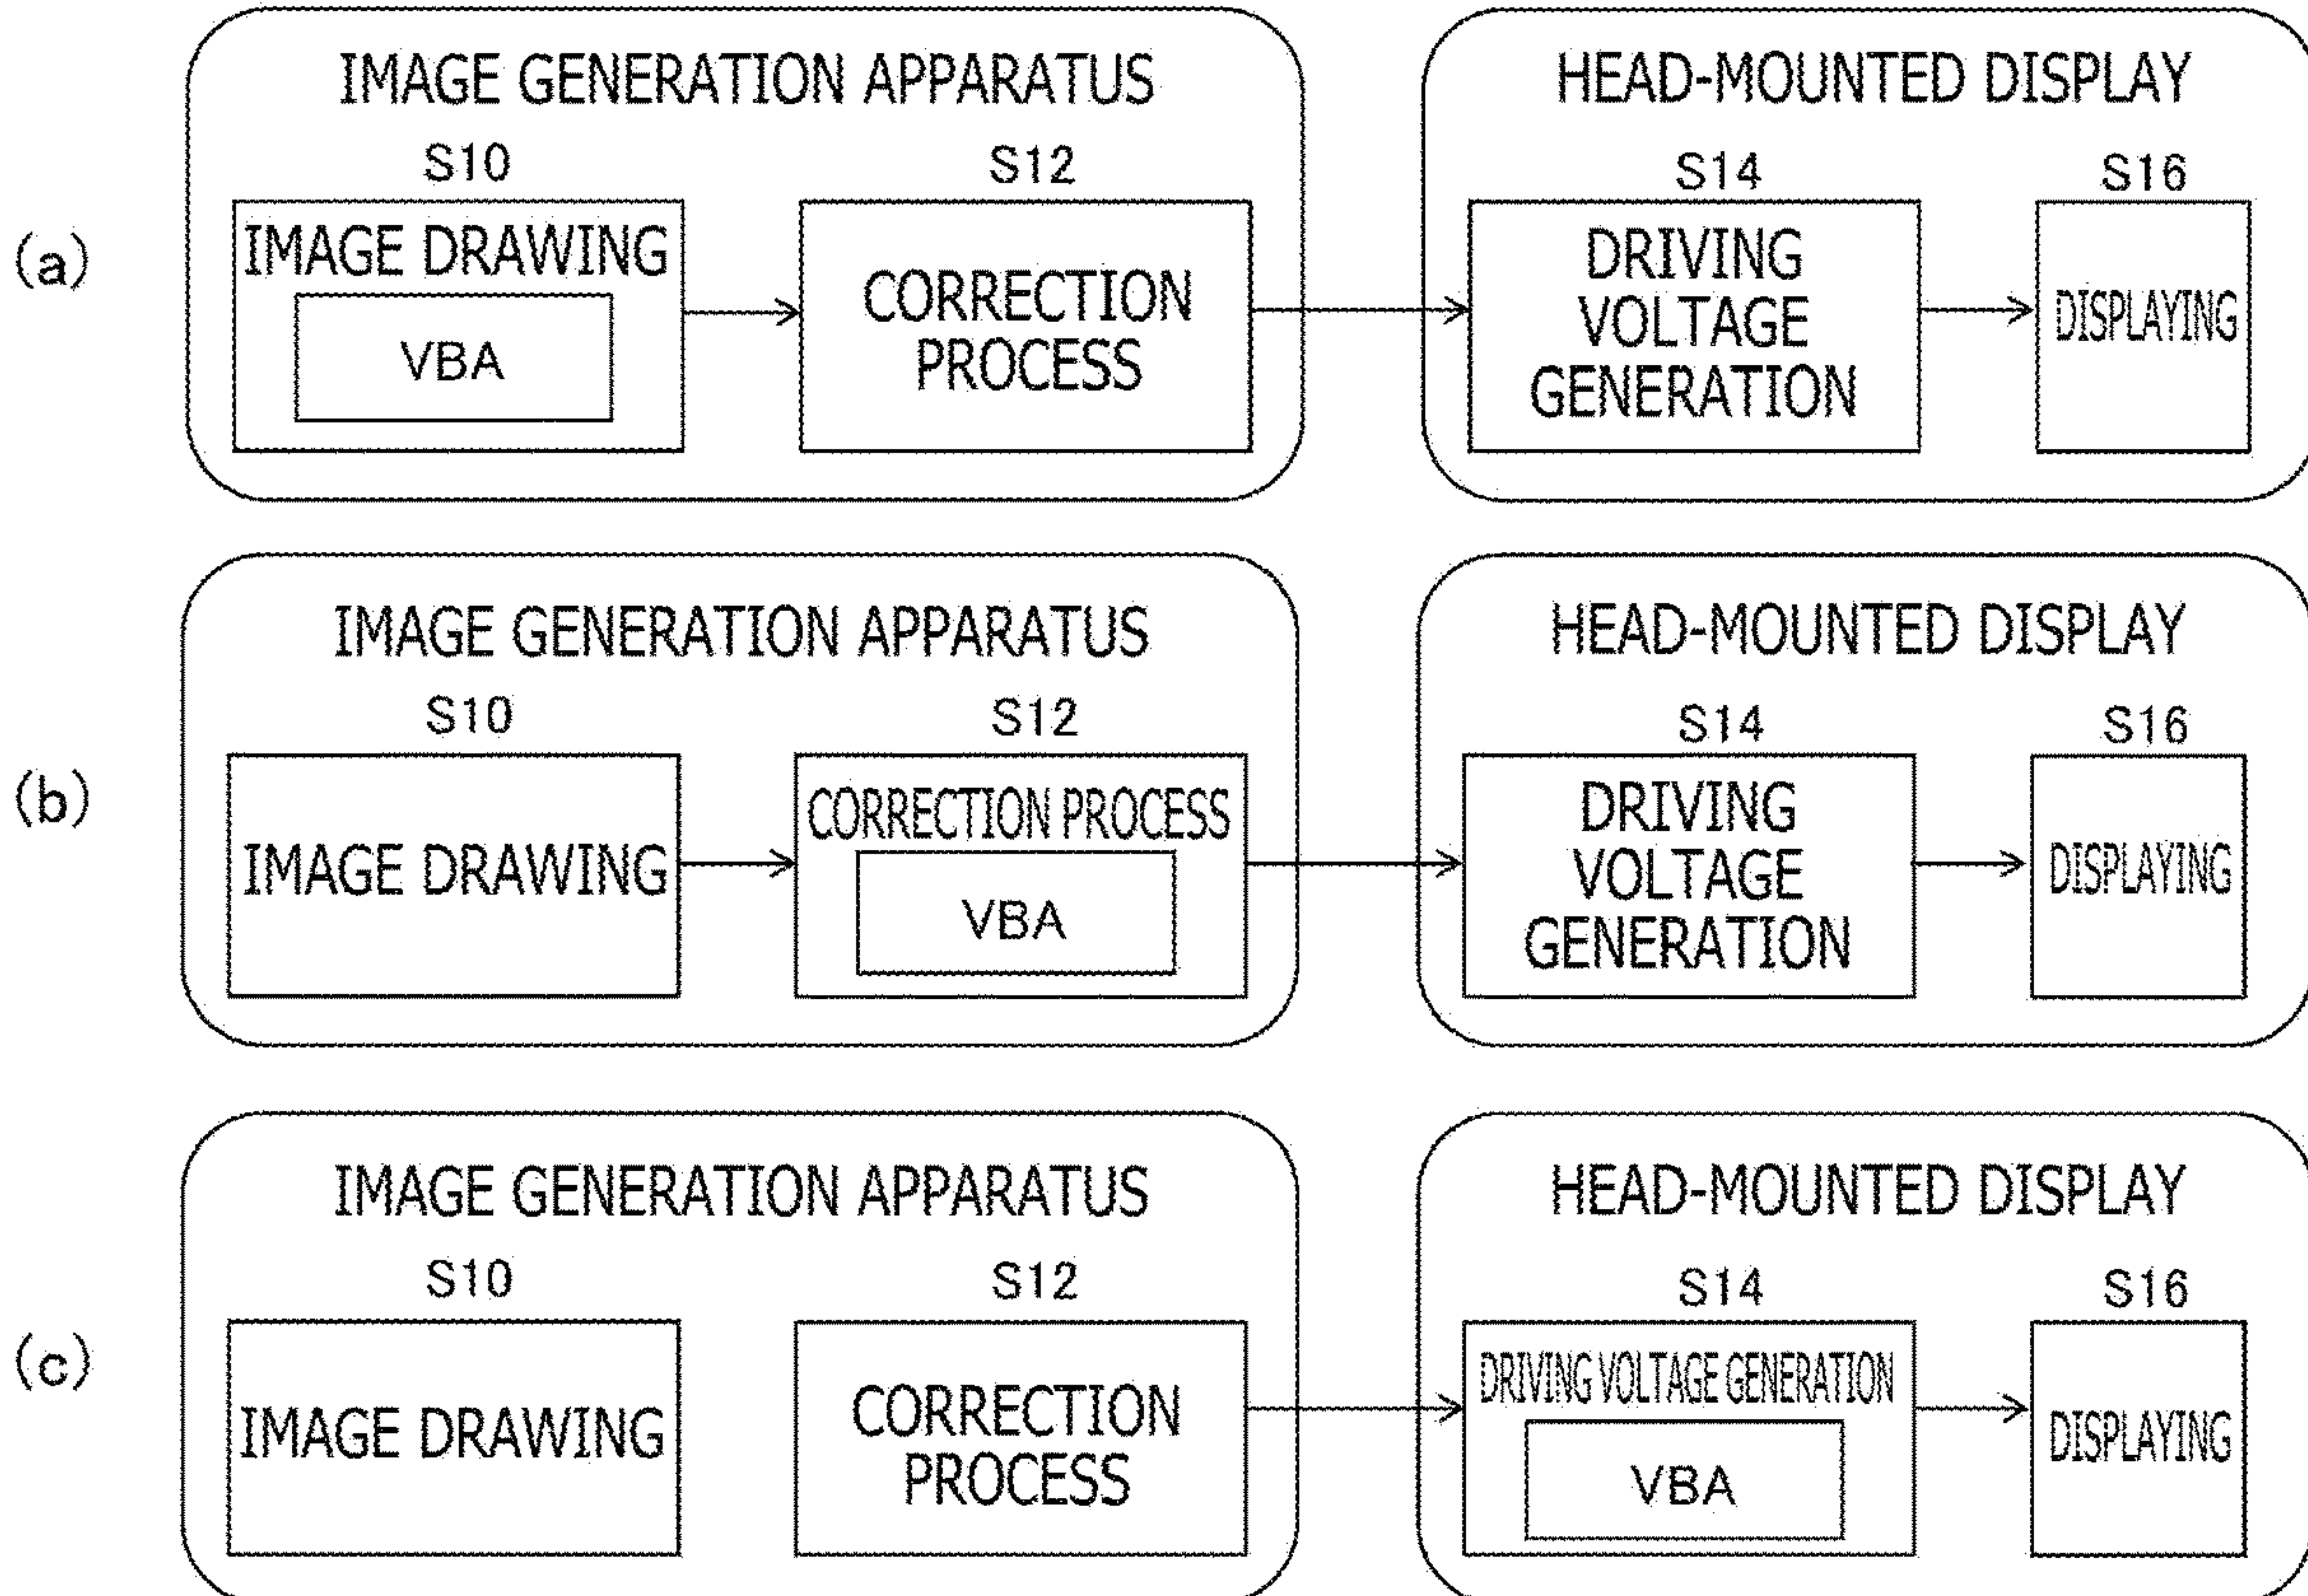 (a)
IMAGE GENERATION APPARATUS
S10
IMAGE DRAWING
VBA
S12
CORRECTION
PROCESS
HEAD-MOUNTED DISPLAY
S14
DRIVING
VOLTAGE
GENERATION
S16
DISPLAYING
(b)
IMAGE GENERATION APPARATUS
S10
IMAGE DRAWING
S12
CORRECTION PROCESS
VBA
HEAD-MOUNTED DISPLAY
S14
DRIVING
VOLTAGE
GENERATION
S16
DISPLAYING
(c)
IMAGE GENERATION APPARATUS
S10
IMAGE DRAWING
S12
CORRECTION
PROCESS
HEAD-MOUNTED DISPLAY
S14
DRIVING VOLTAGE GENERATION
VBA
S16
DISPLAYING